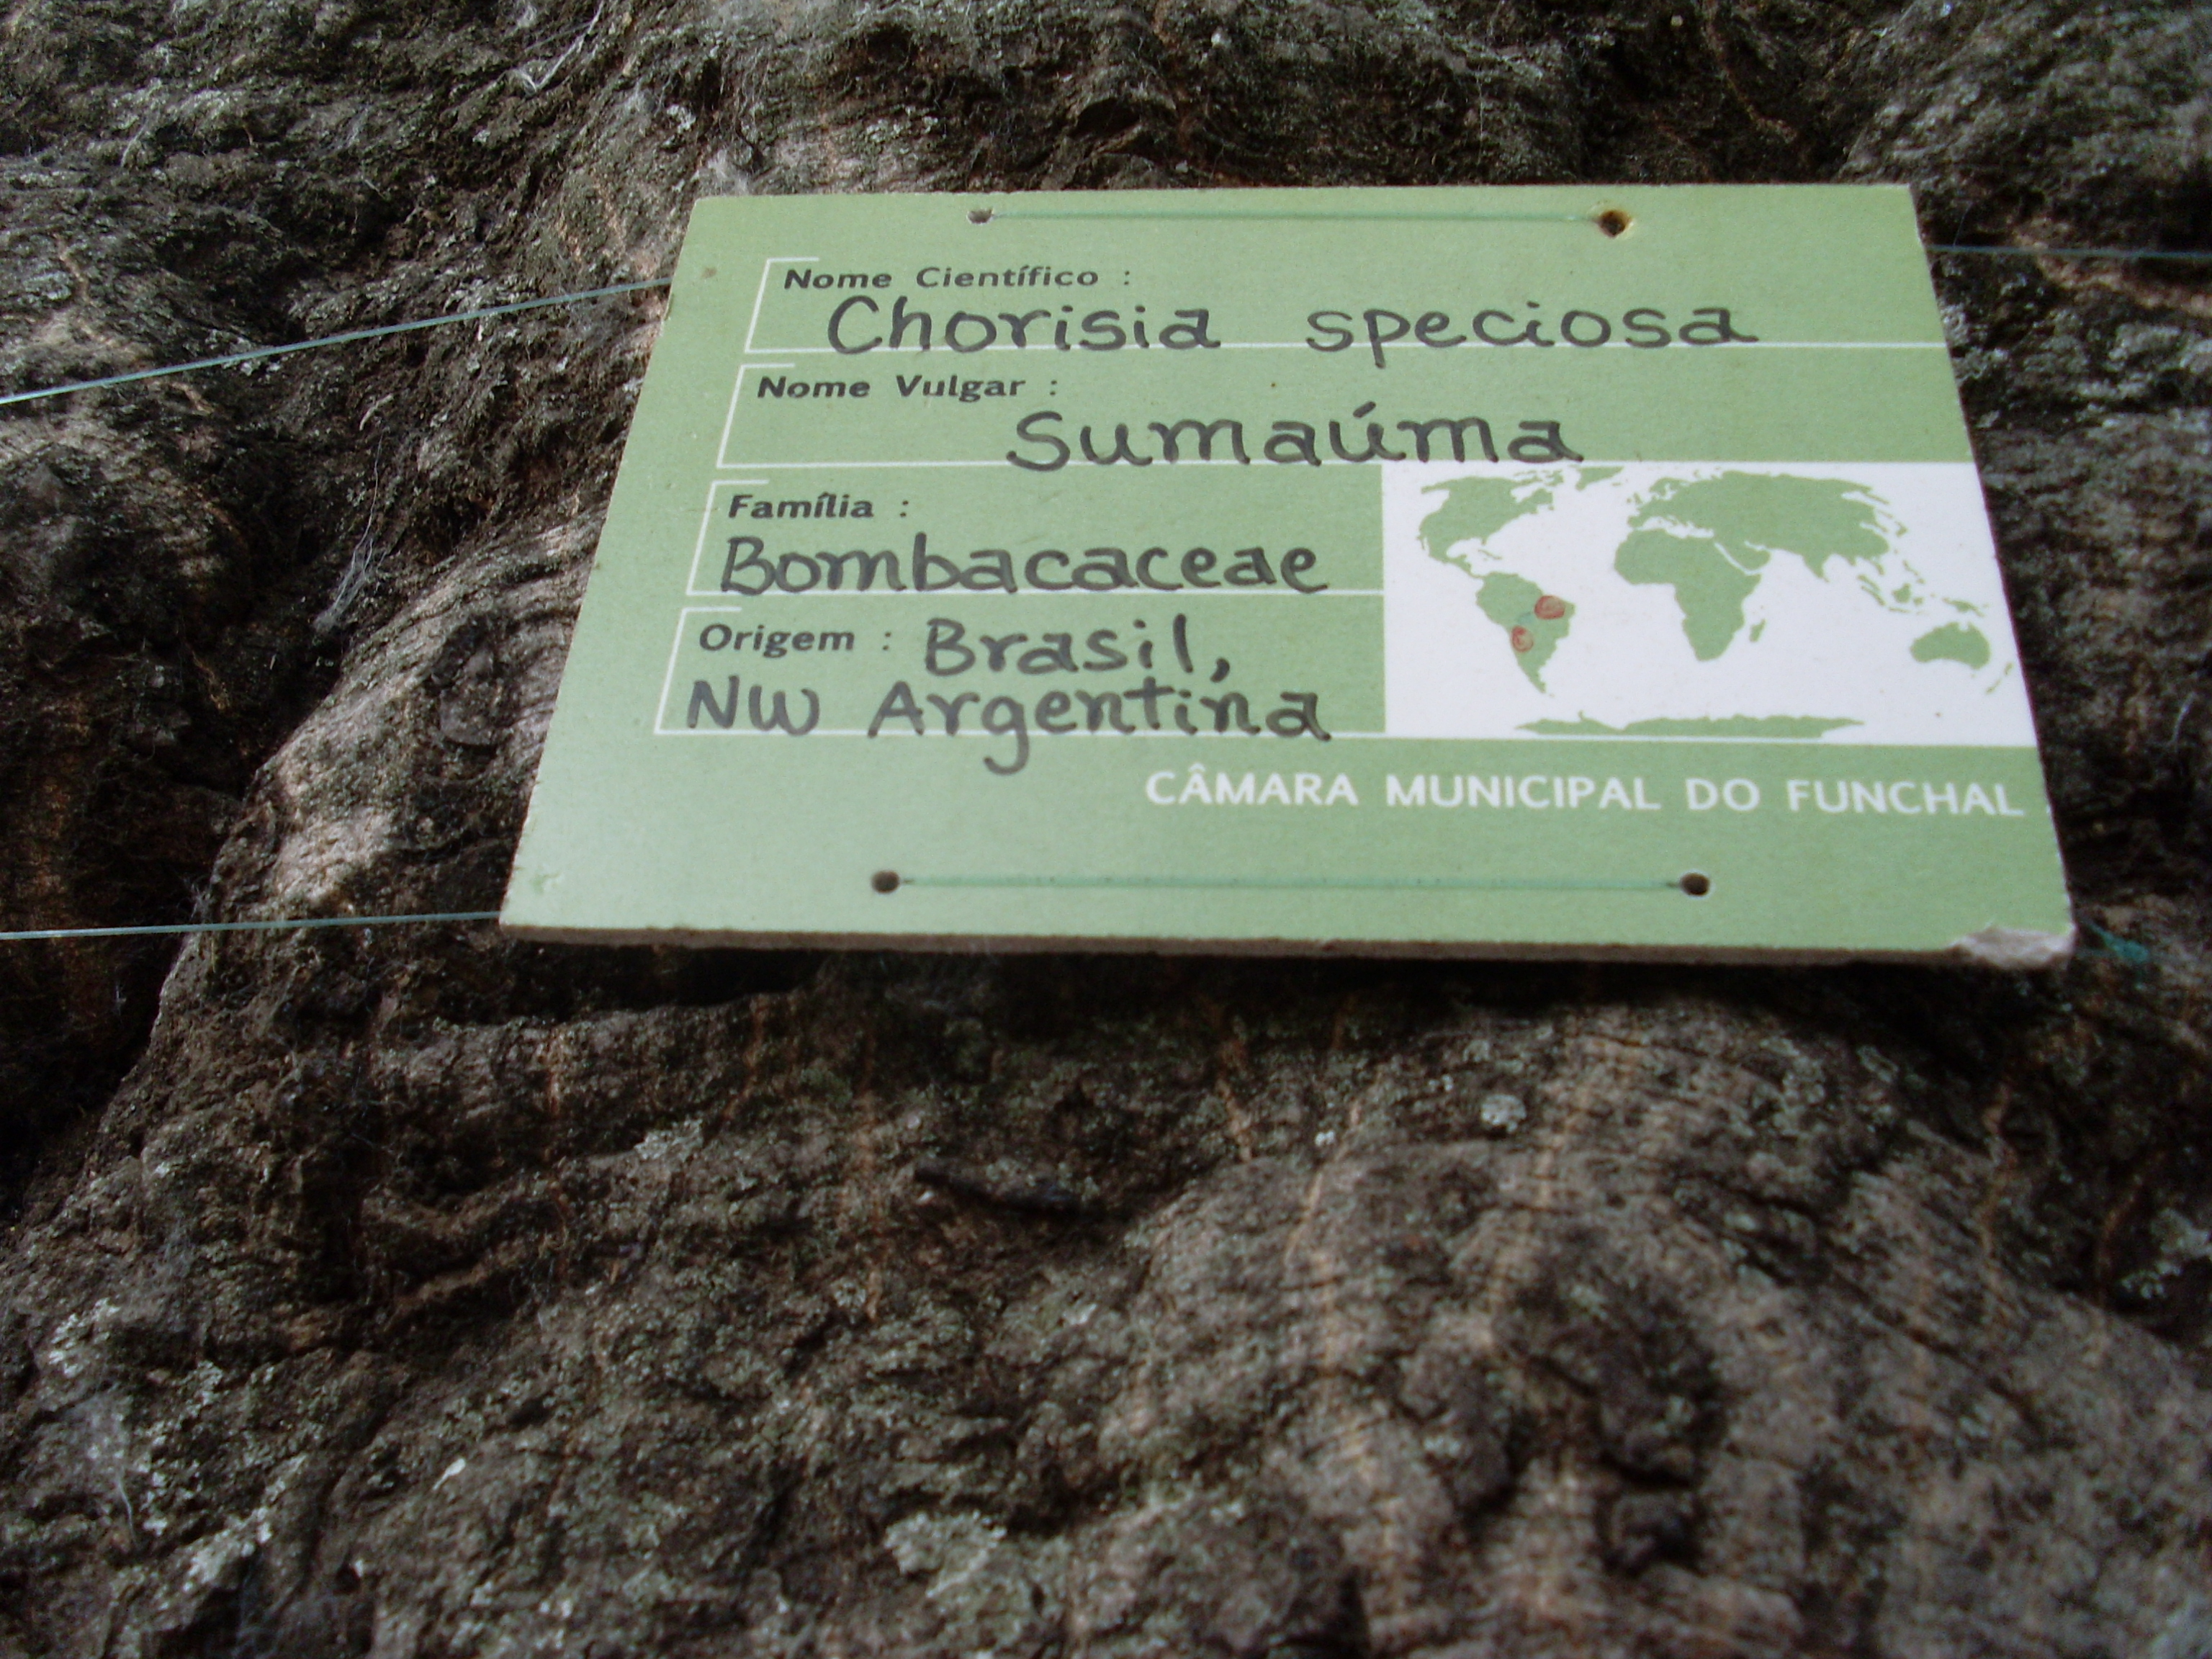 Nome Científico :
Chorisia speciosa
Nome Vulgar :
Sumaúma
Família :
Bombacaceae
Origem : Brasil,
NW Argentina
CÂMARA MUNICIPAL DO FUNCHAL